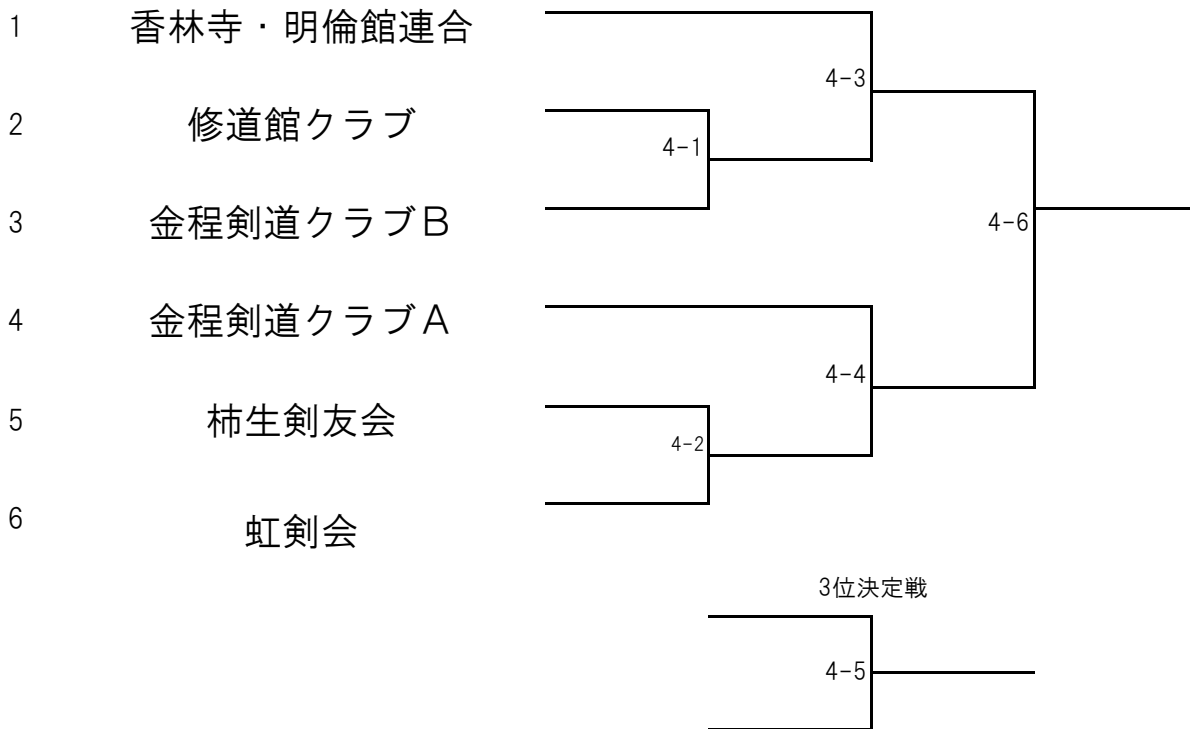 1 香林寺・明倫館連合
4-3
2 修道館クラブ
4-1
3 金程剣道クラブB
4-6
4 金程剣道クラブA
4-4
5 柿生剣友会
4-2
6 虹剣会
3位決定戦
4-5